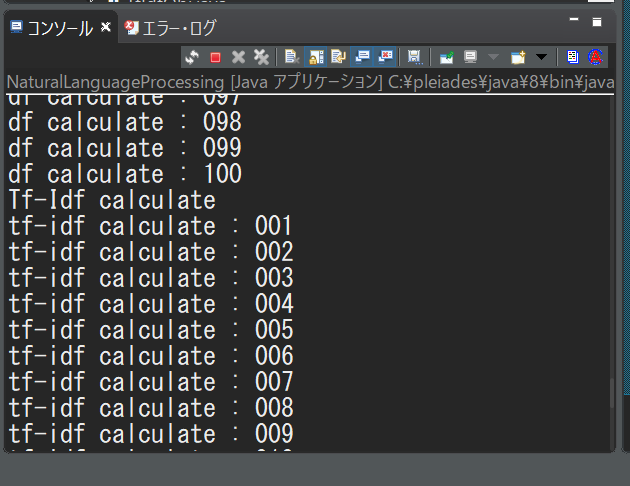 コンソール エラー・ログ
NaturalLanguageProcessing [Java アプリケーション] C:¥pleiades¥java¥8¥bin¥java
df calculate : 097
df calculate : 098
df calculate : 099
df calculate : 100
Tf-Idf calculate
tf-idf calculate : 001
tf-idf calculate : 002
tf-idf calculate : 003
tf-idf calculate : 004
tf-idf calculate : 005
tf-idf calculate : 006
tf-idf calculate : 007
tf-idf calculate : 008
tf-idf calculate : 009